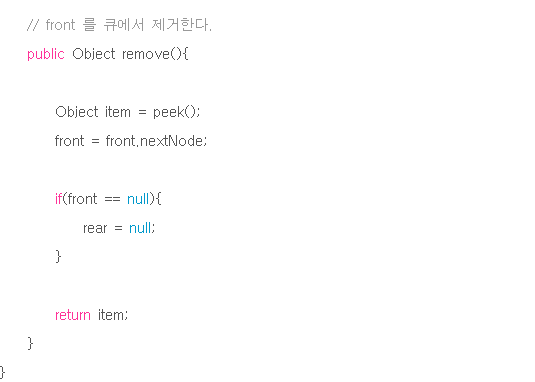 // front 를 큐에서 제거한다.
public Object remove(){
Object item = peek();
front = front.nextNode;
if(front == null){
rear = null;
}
return item;
}
}